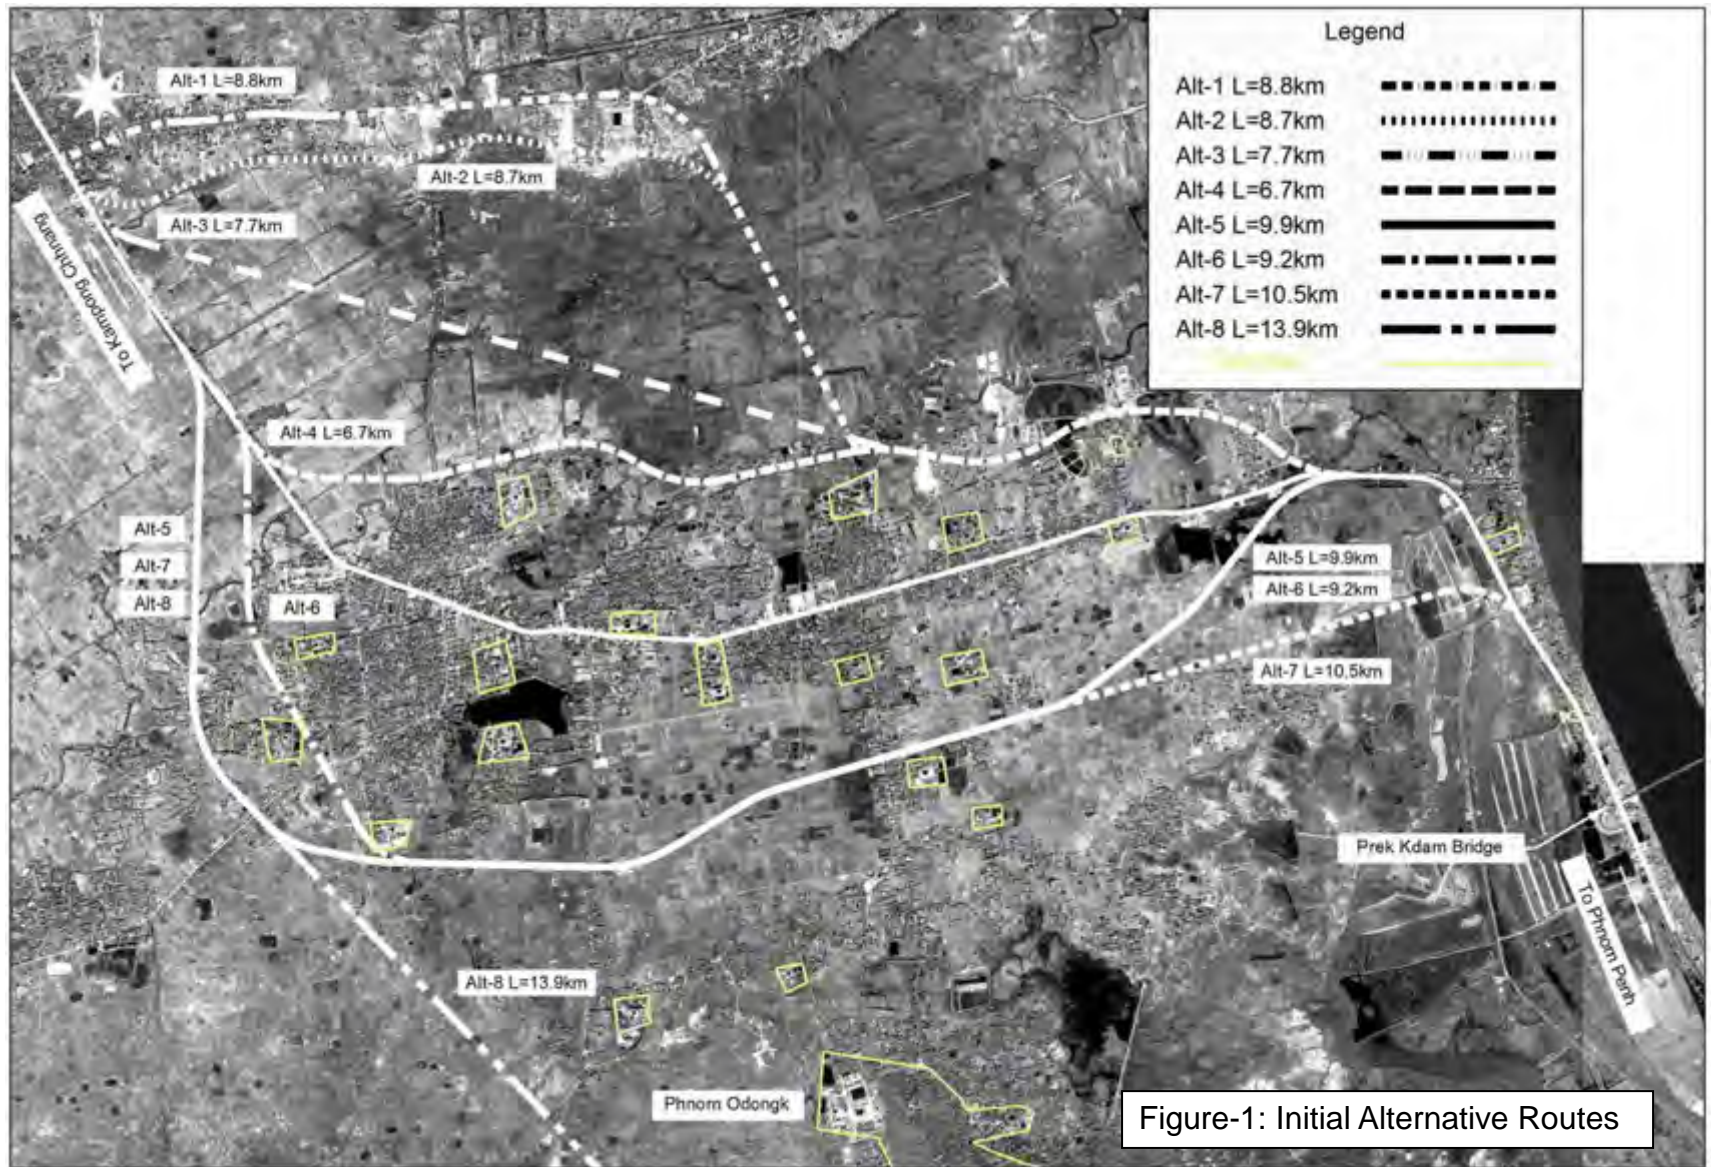 N
Legend
Alt-1 L=8.8km
Alt-2 L=8.7km
Alt-3 L=7.7km
Alt-4 L=6.7km
Alt-5 L=9.9km
Alt-6 L=9.2km
Alt-7 L=10.5km
Alt-8 L=13.9km
Alt-1 L=8.8km
Alt-2 L=8.7km
Alt-3 L=7.7km
To Kampong Chhnang
Alt-4 L=6.7km
Alt-5
Alt-7
Alt-8
Alt-6
Alt-5 L=9.9km
Alt-6 L=9.2km
Alt-7 L=10.5km
Prek Kdam Bridge
To Phnom Penh
Alt-8 L=13.9km
Phnom Odongk
Figure-1: Initial Alternative Routes